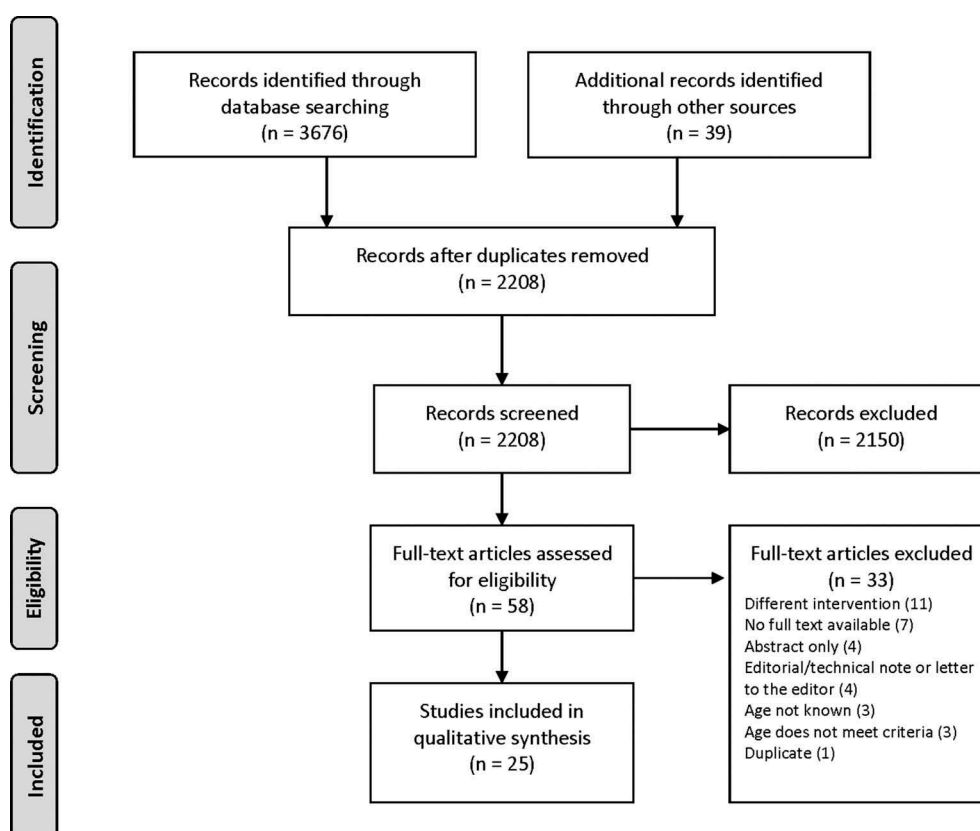 Identification
Records identified through
database searching
(n = 3676)
Additional records identified
through other sources
(n = 39)
Screening
Records after duplicates removed
(n = 2208)
Records screened
(n = 2208)
Records excluded
(n = 2150)
Eligibility
Full-text articles assessed
for eligibility
(n = 58)
Full-text articles excluded
(n = 33)
Different intervention (11)
No full text available (7)
Abstract only (4)
Editorial/technical note or letter
to the editor (4)
Age not known (3)
Age does not meet criteria (3)
Duplicate (1)
Included
Studies included in
qualitative synthesis
(n = 25)